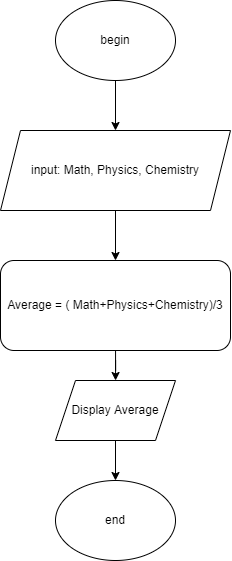 begin
input: Math, Physics, Chemistry
Average = ( Math+Physics+Chemistry)/3
Display Average
end